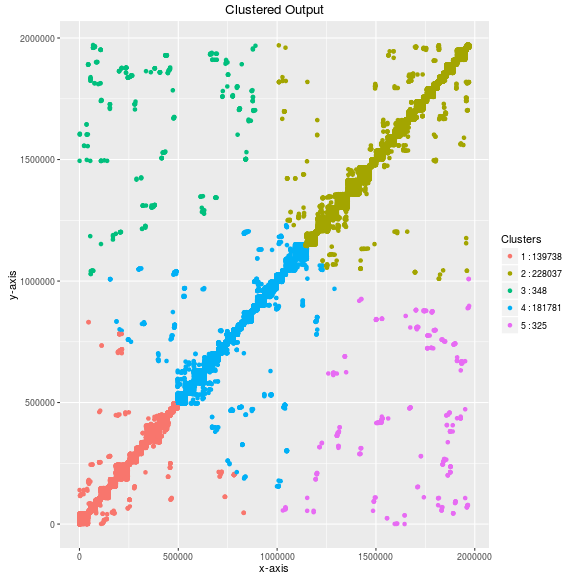 Clustered Output
2000000
1500000
1000000
500000
0
y-axis
0 500000 1000000 1500000 2000000
x-axis
Clusters
1 : 139738
2 : 228037
3 : 348
4 : 181781
5 : 325